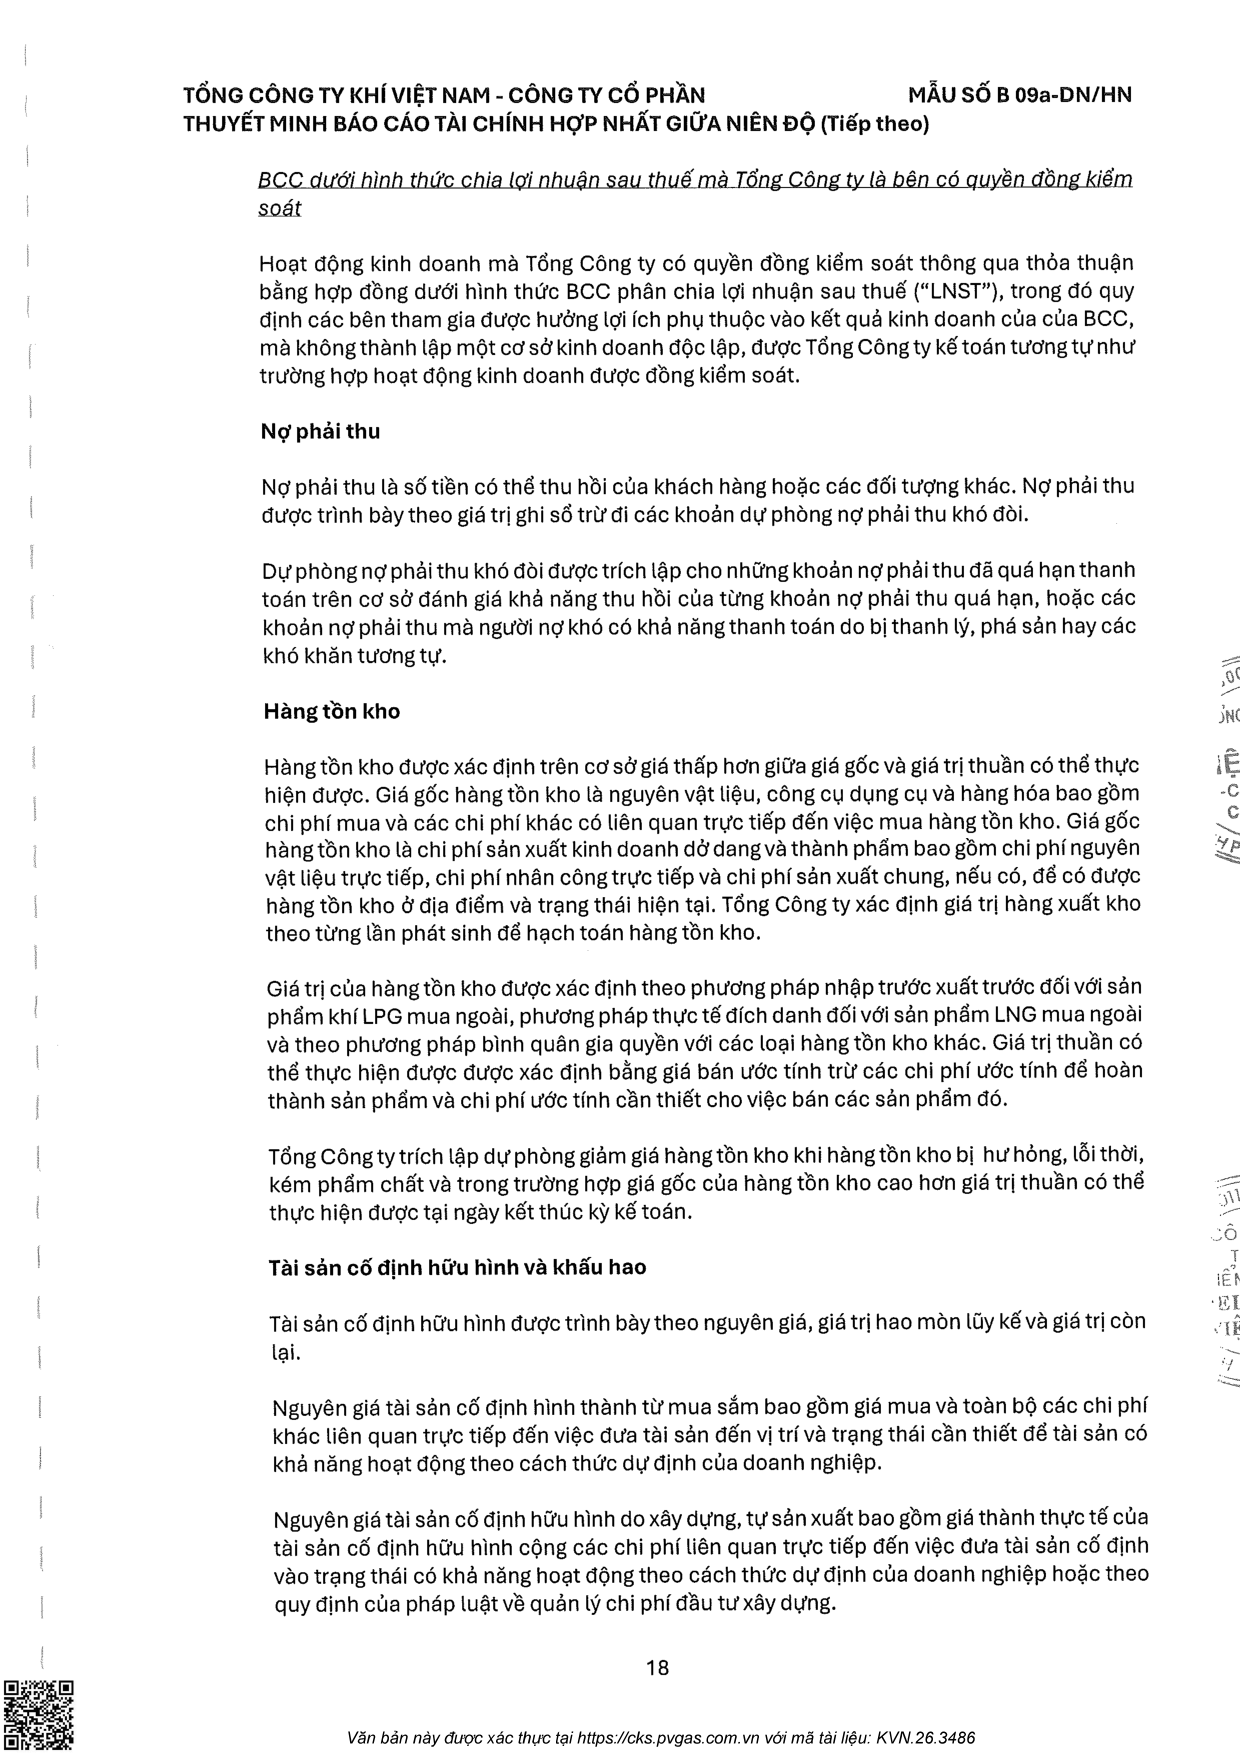 TỔNG CÔNG TY KHÍ VIỆT NAM - CÔNG TY CỔ PHẦN MẪU SỐ B 09a-DN/HN
THUYẾT MINH BÁO CÁO TÀI CHÍNH HỢP NHẤT GIỮA NIÊN ĐỘ (Tiếp theo)
BCC dưới hình thức chia lợi nhuận sau thuế mà Tổng Công ty là bên có quyền đồng kiểm
soát
Hoạt động kinh doanh mà Tổng Công ty có quyền đồng kiểm soát thông qua thỏa thuận
bằng hợp đồng dưới hình thức BCC phân chia lợi nhuận sau thuế (“LNST”), trong đó quy
định các bên tham gia được hưởng lợi ích phụ thuộc vào kết quả kinh doanh của của BCC,
mà không thành lập một cơ sở kinh doanh độc lập, được Tổng Công ty kế toán tương tự như
trường hợp hoạt động kinh doanh được đồng kiểm soát.
Nợ phải thu
Nợ phải thu là số tiền có thể thu hồi của khách hàng hoặc các đối tượng khác. Nợ phải thu
được trình bày theo giá trị ghi sổ trừ đi các khoản dự phòng nợ phải thu khó đòi.
Dự phòng nợ phải thu khó đòi được trích lập cho những khoản nợ phải thu đã quá hạn thanh
toán trên cơ sở đánh giá khả năng thu hồi của từng khoản nợ phải thu quá hạn, hoặc các
khoản nợ phải thu mà người nợ khó có khả năng thanh toán do bị thanh lý, phá sản hay các
khó khăn tương tự.
Hàng tồn kho
Hàng tồn kho được xác định trên cơ sở giá thấp hơn giữa giá gốc và giá trị thuần có thể thực
hiện được. Giá gốc hàng tồn kho là nguyên vật liệu, công cụ dụng cụ và hàng hóa bao gồm
chi phí mua và các chi phí khác có liên quan trực tiếp đến việc mua hàng tồn kho. Giá gốc
hàng tồn kho là chi phí sản xuất kinh doanh dở dang và thành phẩm bao gồm chi phí nguyên
vật liệu trực tiếp, chi phí nhân công trực tiếp và chi phí sản xuất chung, nếu có, để có được
hàng tồn kho ở địa điểm và trạng thái hiện tại. Tổng Công ty xác định giá trị hàng xuất kho
theo từng lần phát sinh để hạch toán hàng tồn kho.
Giá trị của hàng tồn kho được xác định theo phương pháp nhập trước xuất trước đối với sản
phẩm khí LPG mua ngoài, phương pháp thực tế đích danh đối với sản phẩm LNG mua ngoài
và theo phương pháp bình quân gia quyền với các loại hàng tồn kho khác. Giá trị thuần có
thể thực hiện được được xác định bằng giá bán ước tính trừ các chi phí ước tính để hoàn
thành sản phẩm và chi phí ước tính cần thiết cho việc bán các sản phẩm đó.
Tổng Công ty trích lập dự phòng giảm giá hàng tồn kho khi hàng tồn kho bị hư hỏng, lỗi thời,
kém phẩm chất và trong trường hợp giá gốc của hàng tồn kho cao hơn giá trị thuần có thể
thực hiện được tại ngày kết thúc kỳ kế toán.
Tài sản cố định hữu hình và khấu hao
Tài sản cố định hữu hình được trình bày theo nguyên giá, giá trị hao mòn lũy kế và giá trị còn
lại.
Nguyên giá tài sản cố định hình thành từ mua sắm bao gồm giá mua và toàn bộ các chi phí
khác liên quan trực tiếp đến việc đưa tài sản đến vị trí và trạng thái cần thiết để tài sản có
khả năng hoạt động theo cách thức dự định của doanh nghiệp.
Nguyên giá tài sản cố định hữu hình do xây dựng, tự sản xuất bao gồm giá thành thực tế của
tài sản cố định hữu hình cộng các chi phí liên quan trực tiếp đến việc đưa tài sản cố định
vào trạng thái có khả năng hoạt động theo cách thức dự định của doanh nghiệp hoặc theo
quy định của pháp luật về quản lý chi phí đầu tư xây dựng.
18
Văn bản này được xác thực tại https://cks.pvgas.com.vn với mã tài liệu: KVN.26.3486